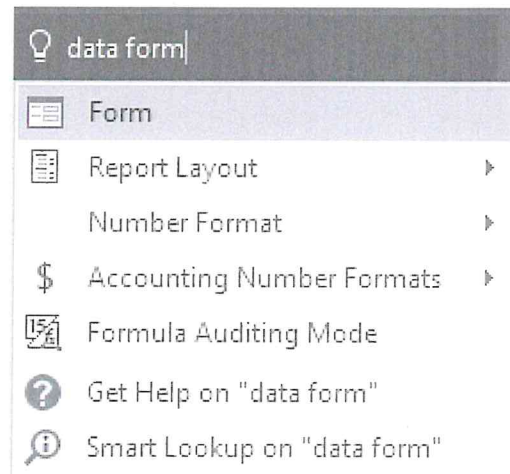 data form
Form
Report Layout
Number Format
$ Accounting Number Formats
Formula Auditing Mode
Get Help on "data form"
Smart Lookup on "data form"